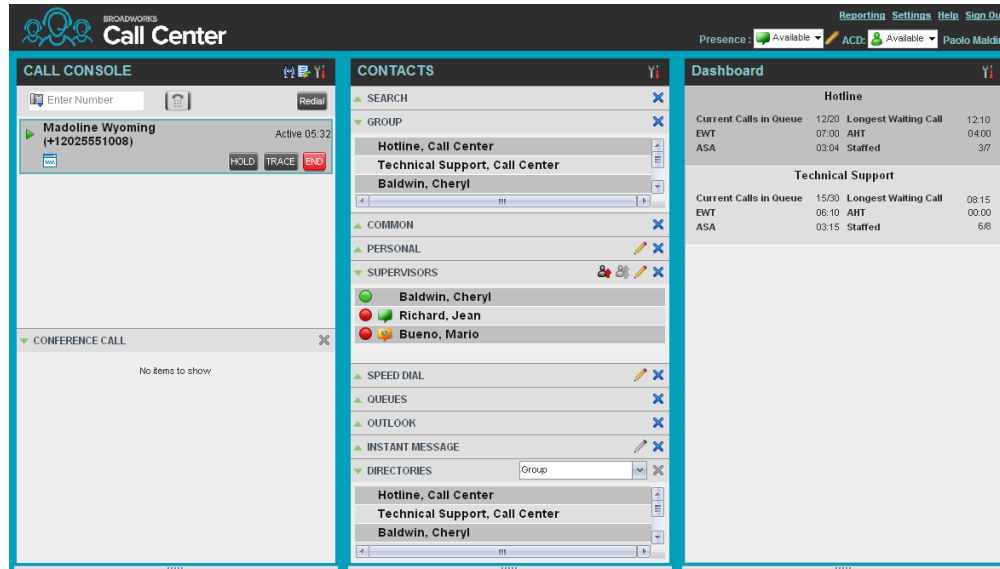 BROADWORKS
Call Center
Reporting Settings Help Sign Ou
Presence : Available ACD: Available Paolo Maldi
CALL CONSOLE
Enter Number Redial
Madoline Wyoming
(+12025551008)
Active 05:32
HOLD TRACE END
CONFERENCE CALL
No items to show
CONTACTS
SEARCH
GROUP
Hotline, Call Center
Technical Support, Call Center
Baldwin, Cheryl
COMMON
PERSONAL
SUPERVISORS
Baldwin, Cheryl
Richard, Jean
Bueno, Mario
SPEED DIAL
QUEUES
OUTLOOK
INSTANT MESSAGE
DIRECTORIES Group
Hotline, Call Center
Technical Support, Call Center
Baldwin, Cheryl
Dashboard
Hotline
Current Calls in Queue 12/20 Longest Waiting Call 12:10
EWT 07:00 AHT 04:00
ASA 03:04 Staffed 3/7
Technical Support
Current Calls in Queue 15/30 Longest Waiting Call 08:15
EWT 06:10 AHT 00:00
ASA 03:15 Staffed 6/8